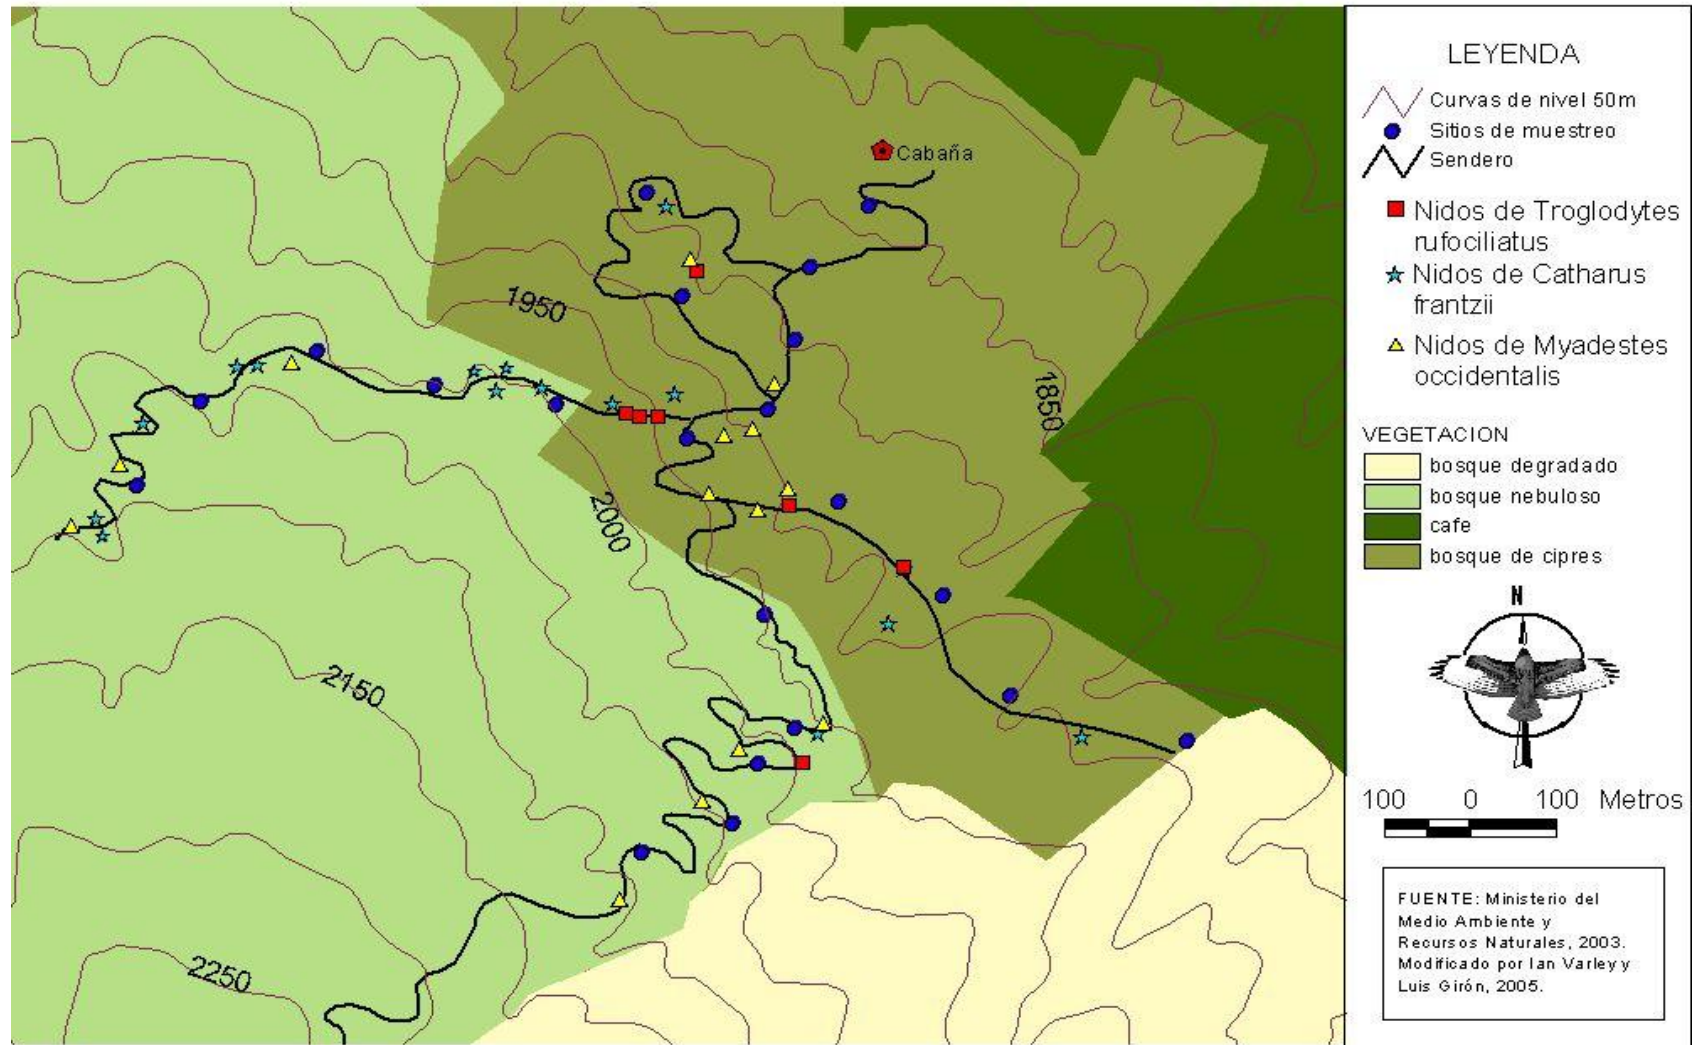 Cabaña
1950
1850
2000
2150
2250
LEYENDA
Curvas de nivel 50m
Sitios de muestreo
Sendero
Nidos de Troglodytes
rufociliatus
Nidos de Catharus
frantzii
Nidos de Myadestes
occidentalis
VEGETACION
bosque degradado
bosque nebuloso
cafe
bosque de cipres
N
100 0 100 Metros
FUENTE: Ministerio del
Medio Ambiente y
Recursos Naturales, 2003.
Modificado por Ian Varley y
Luis Girón, 2005.